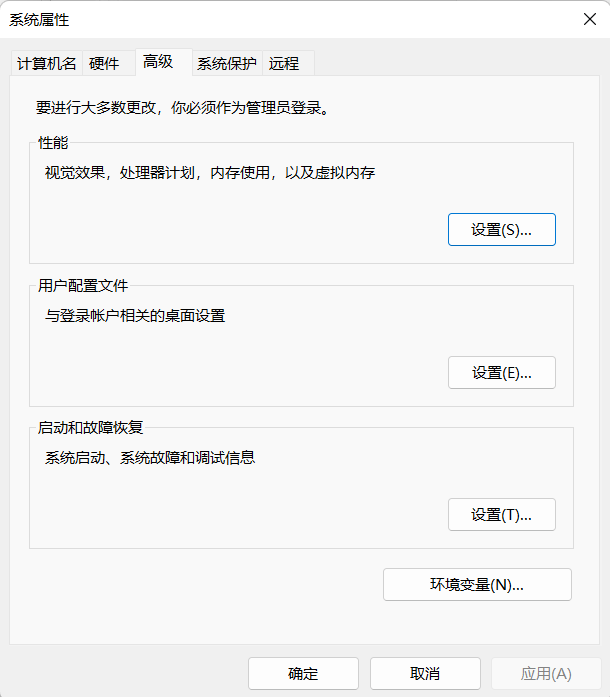 系统属性
计算机名 硬件 高级 系统保护 远程
要进行大多数更改，你必须作为管理员登录。
性能
视觉效果，处理器计划，内存使用，以及虚拟内存
设置(S)...
用户配置文件
与登录帐户相关的桌面设置
设置(E)...
启动和故障恢复
系统启动、系统故障和调试信息
设置(T)...
环境变量(N)...
确定 取消 应用(A)